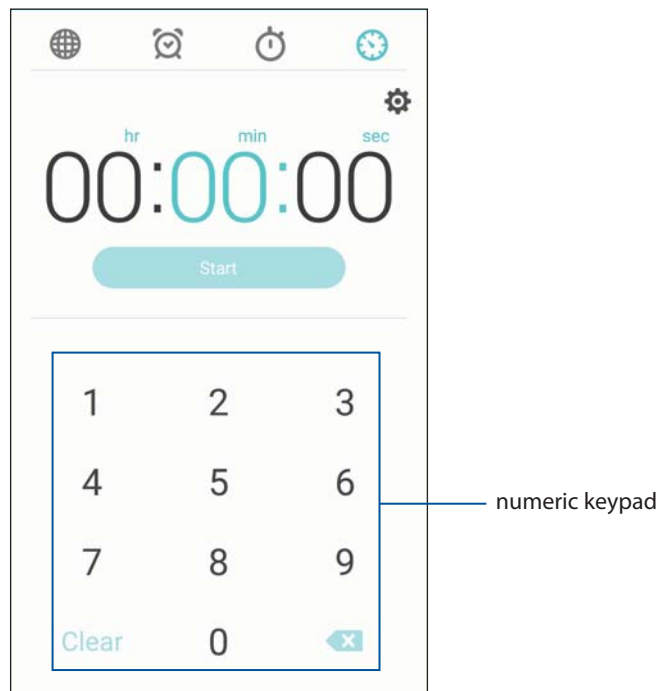 hr min sec
00:00:00
Start
1 2 3
4 5 6
numeric keypad
7 8 9
Clear 0